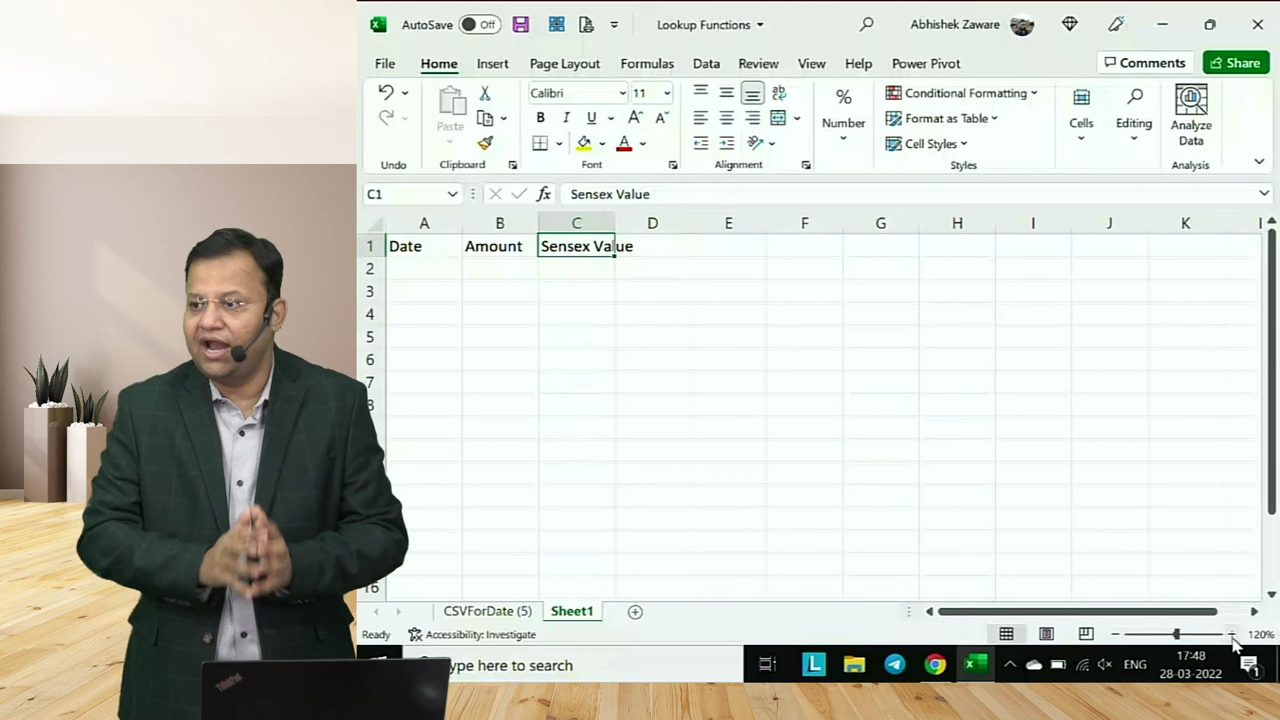 AutoSave Off Lookup Functions Abhishek Zaware
File Home Insert Page Layout Formulas Data Review View Help Power Pivot Comments Share
Calibri 11
Paste
B I U
Number
Conditional Formatting
Format as Table
Cell Styles
Cells
Editing
Analyze
Data
Undo Clipboard Font Alignment Styles Analysis
C1 fx Sensex Value
A B C D E F G H I J K
1 Date Amount Sensex Value
2
3
4
5
6
7
16
CSVForDate (5) Sheet1
Ready Accessibility: Investigate 120%
ype here to search
ENG
17:48
28-03-2022
1
ThinkPad